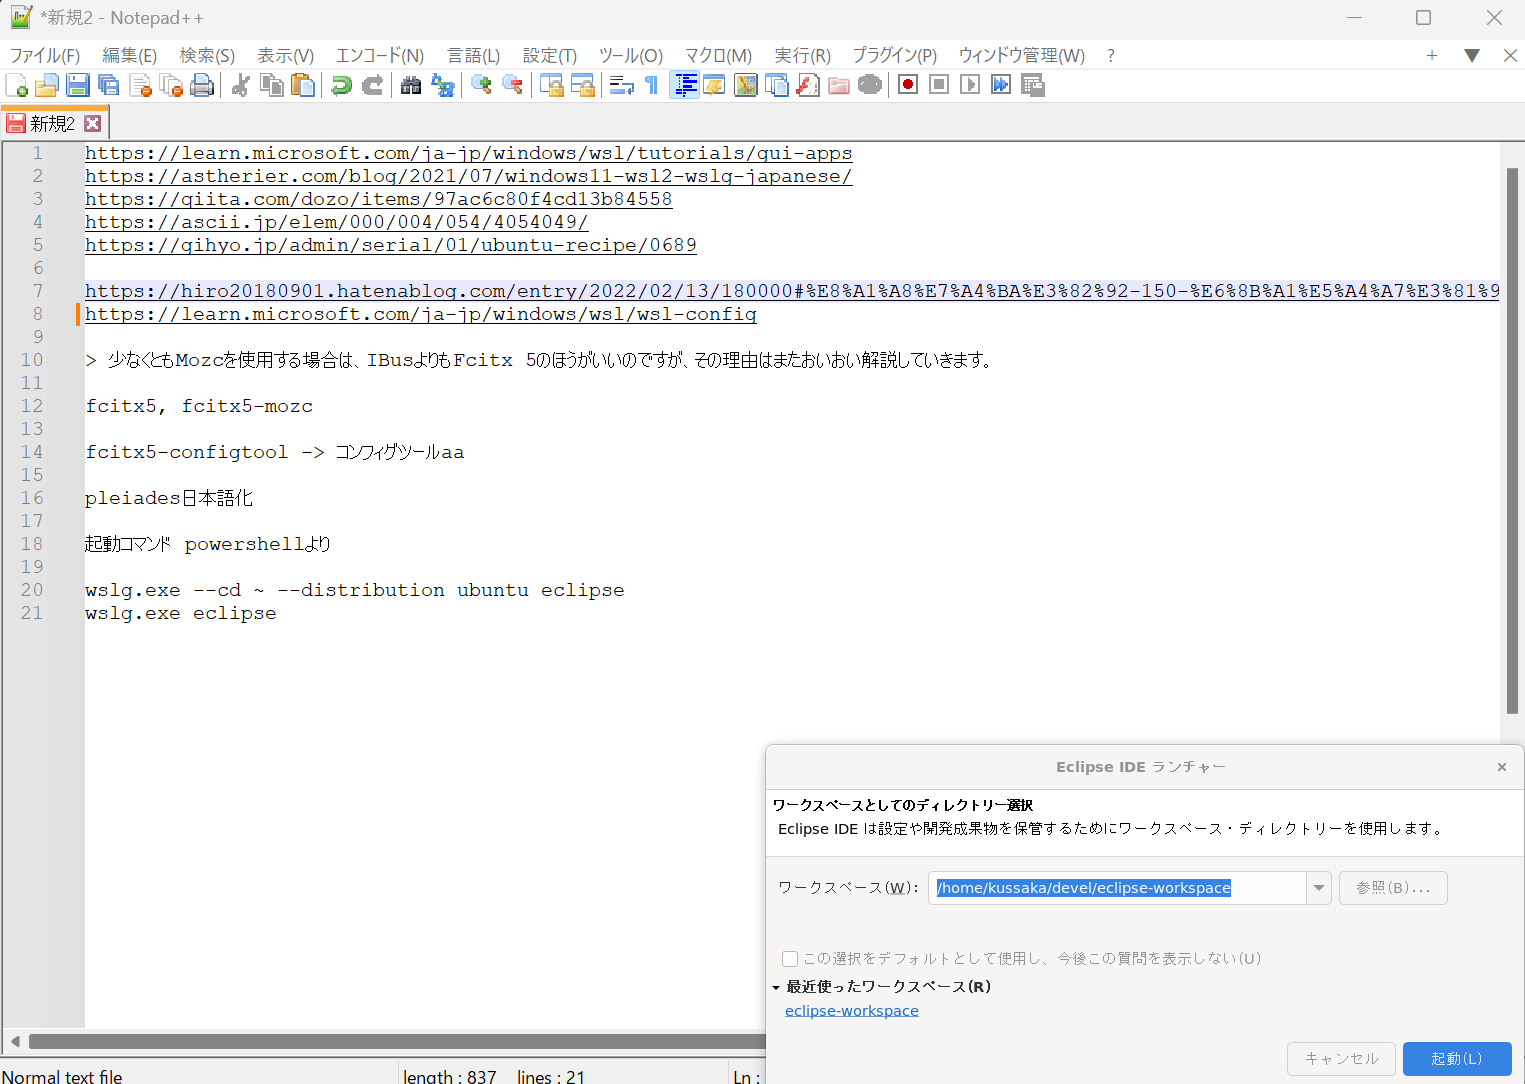 *新規2 - Notepad++
ファイル(F) 編集(E) 検索(S) 表示(V) エンコード(N) 言語(L) 設定(T) ツール(O) マクロ(M) 実行(R) プラグイン(P) ウィンドウ管理(W) ?
新規2
1 https://learn.microsoft.com/ja-jp/windows/wsl/tutorials/gui-apps
2 https://astherier.com/blog/2021/07/windows11-wsl2-wslg-japanese/
3 https://qiita.com/dozo/items/97ac6c80f4cd13b84558
4 https://ascii.jp/elem/000/004/054/4054049/
5 https://gihyo.jp/admin/serial/01/ubuntu-recipe/0689
6
7 https://hiro20180901.hatenablog.com/entry/2022/02/13/180000#%E8%A1%A8%E7%A4%BA%E3%82%92-150-%E6%8B%A1%E5%A4%A7%E3%81%9
8 https://learn.microsoft.com/ja-jp/windows/wsl/wsl-config
9
10 > 少なくともMozcを使用する場合は、IBusよりもFcitx 5のほうがいいのですが、その理由はまたおいおい解説していきます。
11
12 fcitx5, fcitx5-mozc
13
14 fcitx5-configtool -> コンフィグツールaa
15
16 pleiades日本語化
17
18 起動コマンド powershellより
19
20 wslg.exe --cd ~ --distribution ubuntu eclipse
21 wslg.exe eclipse
Eclipse IDE ランチャー
ワークスペースとしてのディレクトリー選択
Eclipse IDE は設定や開発成果物を保管するためにワークスペース・ディレクトリーを使用します。
ワークスペース(W): /home/kussaka/devel/eclipse-workspace 参照(B)...
この選択をデフォルトとして使用し、今後この質問を表示しない(U)
最近使ったワークスペース(R)
eclipse-workspace
キャンセル 起動(L)
Normal text file length : 837 lines : 21 Ln :